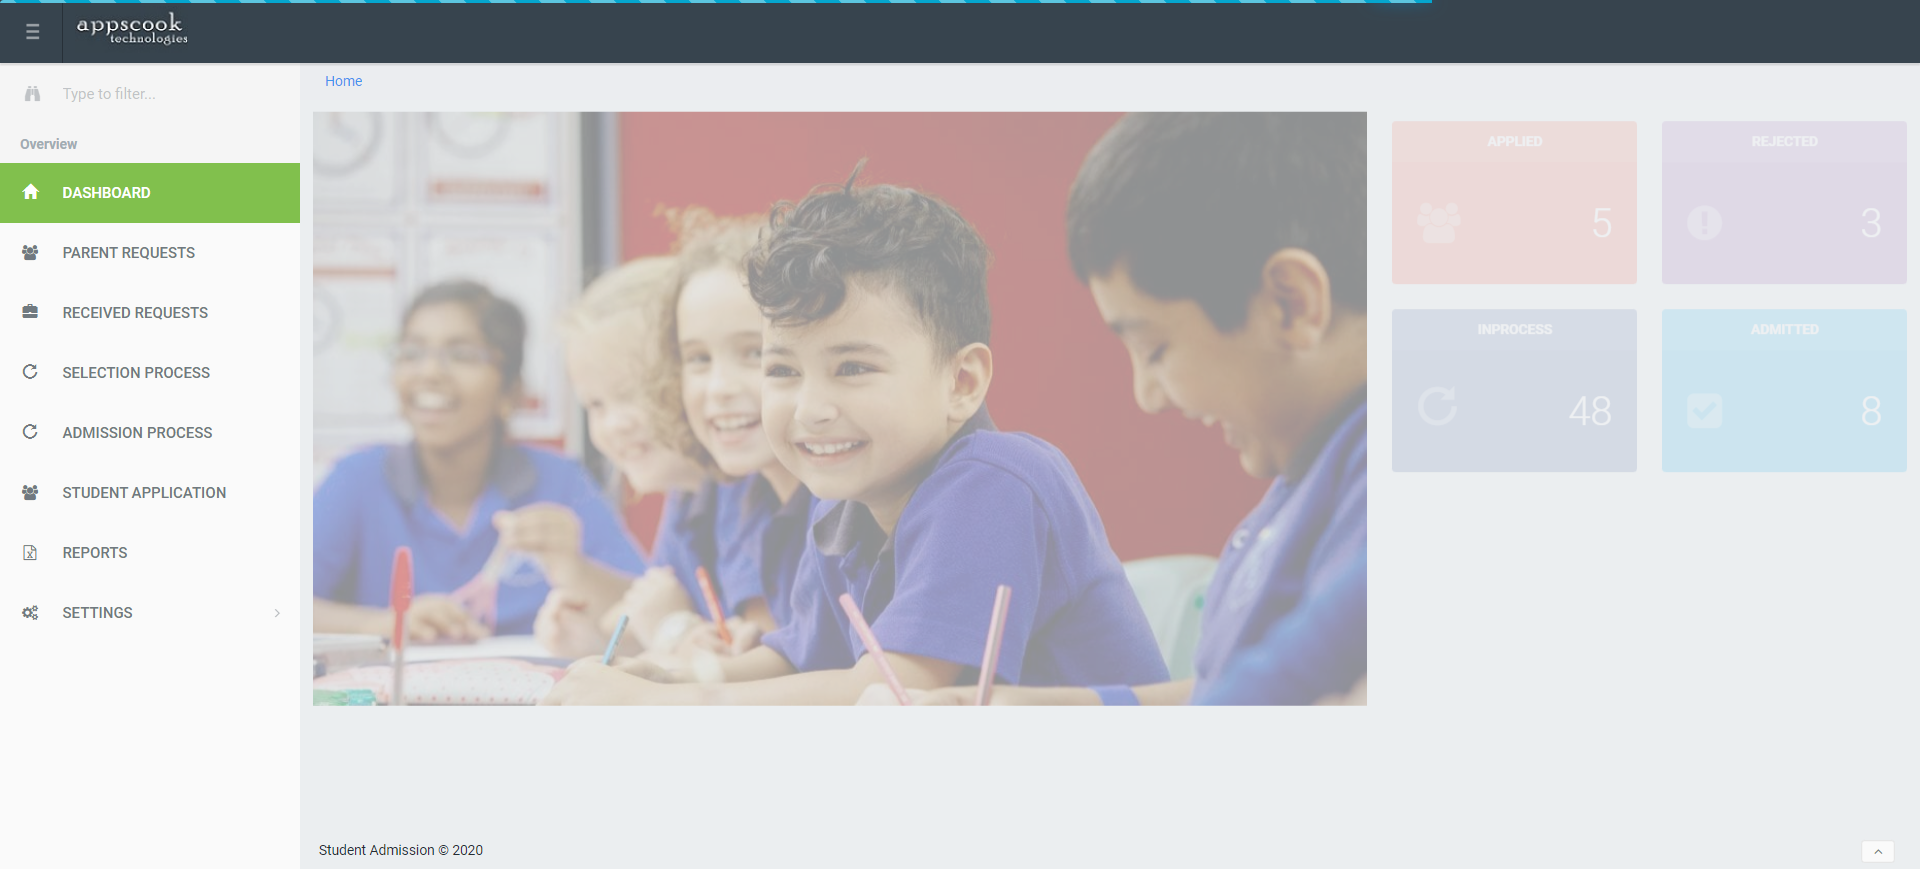 appscook
technologies
Type to filter...
Overview
DASHBOARD
PARENT REQUESTS
RECEIVED REQUESTS
SELECTION PROCESS
ADMISSION PROCESS
STUDENT APPLICATION
REPORTS
SETTINGS
Home
APPLIED
5
REJECTED
3
INPROCESS
48
ADMITTED
8
Student Admission © 2020